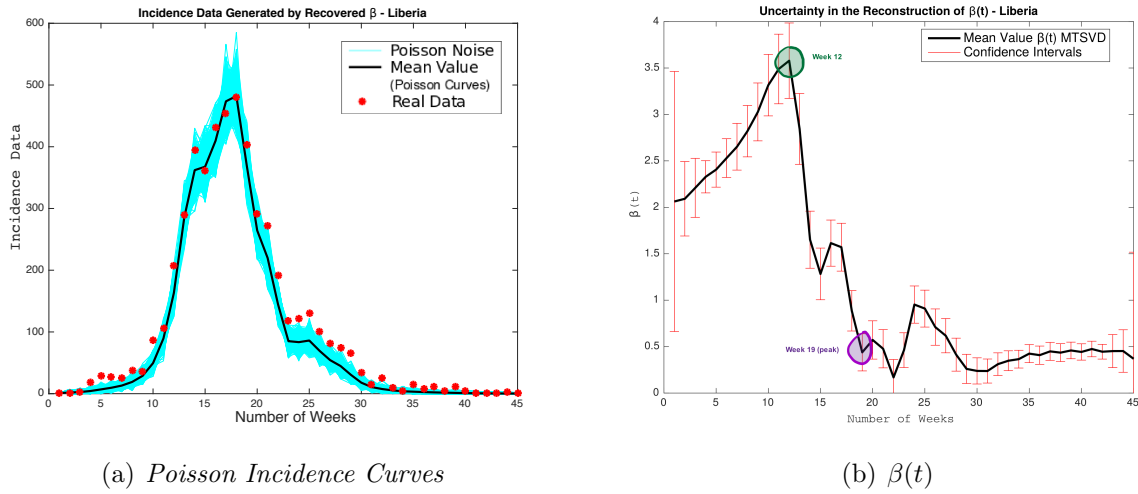 Incidence Data Generated by Recovered β - Liberia
600
500
400
300
200
100
0
Incidence Data
Poisson Noise
Mean Value
(Poisson Curves)
Real Data
0 5 10 15 20 25 30 35 40 45
Number of Weeks
(a) Poisson Incidence Curves
Uncertainty in the Reconstruction of β(t) - Liberia
4
3.5
3
2.5
2
1.5
1
0.5
0
β(t)
Mean Value β(t) MTSVD
Confidence Intervals
Week 12
Week 19 (peak)
0 5 10 15 20 25 30 35 40 45
Number of Weeks
(b) β(t)